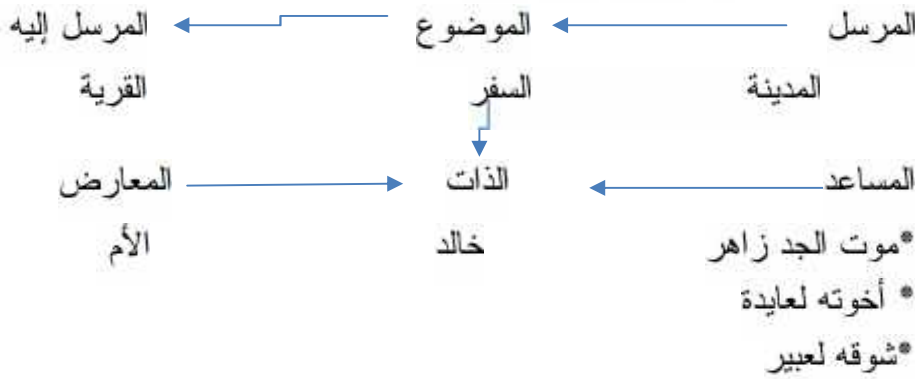 المرسل الموضوع المرسل إليه
المدينة السفر القرية
المساعد الذات المعارض
*موت الجد زاهر خالد الأم
* أخوته لعايدة
*شوقه لعبير